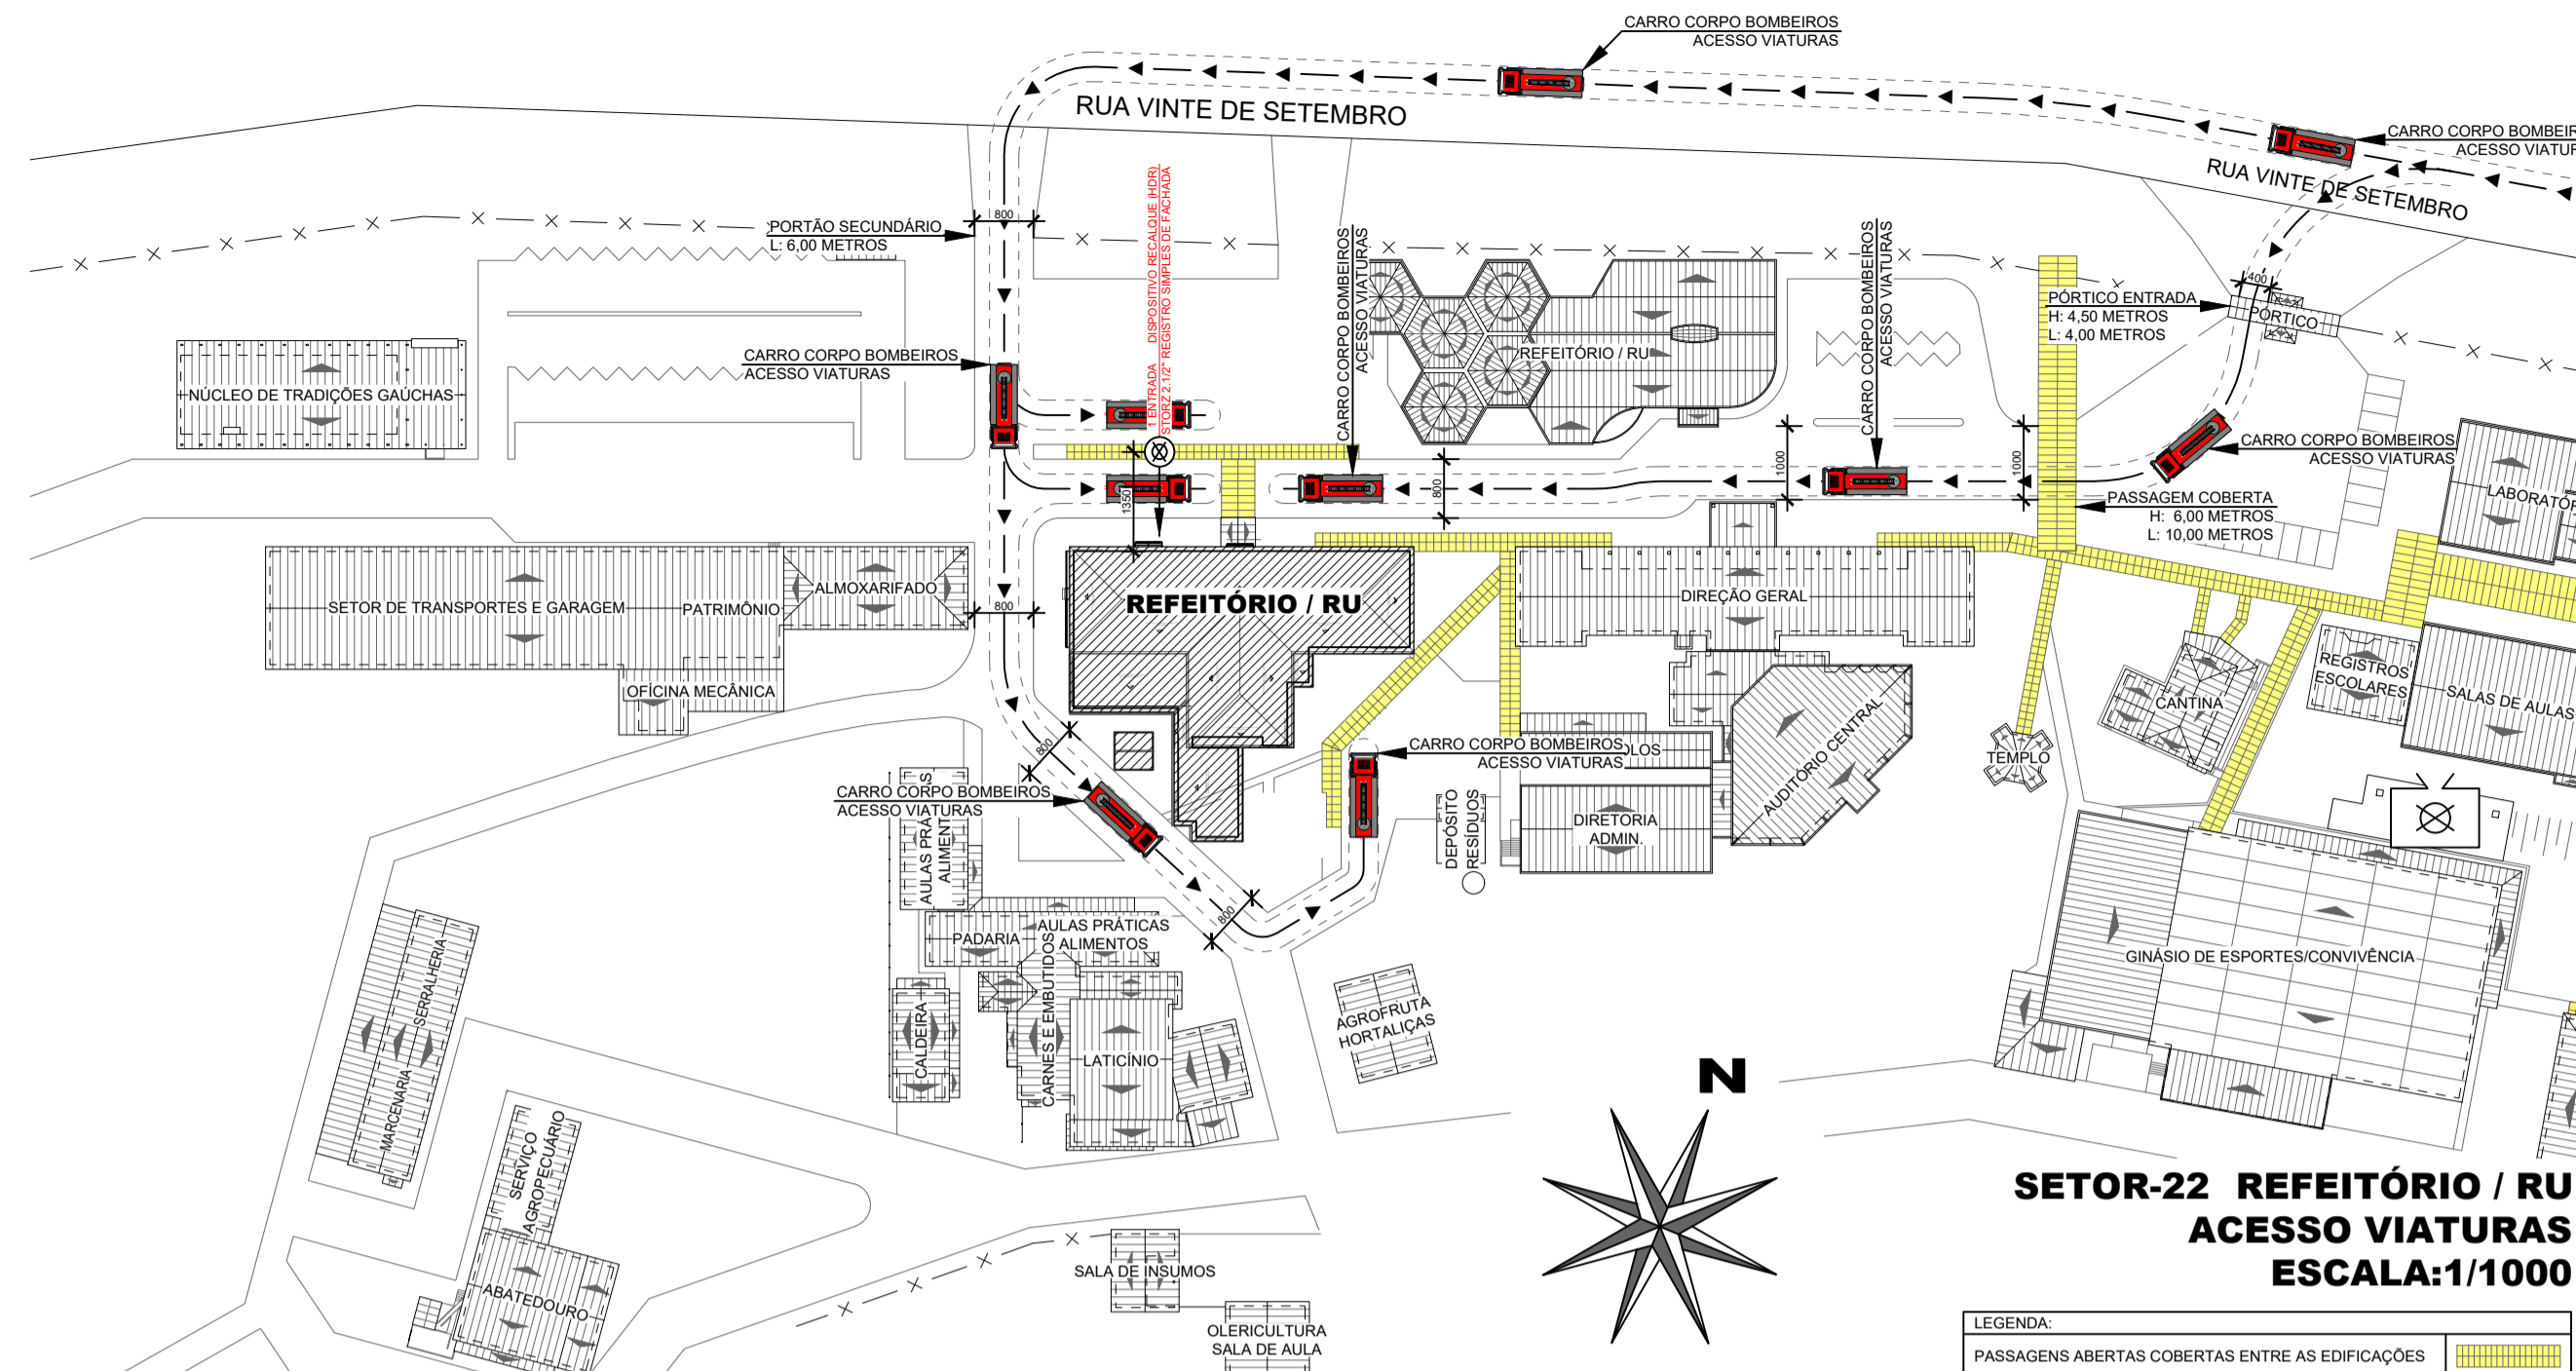 CARRO CORPO BOMBEIROS
ACESSO VIATURAS
RUA VINTE DE SETEMBRO
CARRO CORPO
ACESSO
RUA VINTE DE SETEMBRO
PORTÃO SECUNDÁRIO
L: 6,00 METROS
800
1 ENTRADA DISPOSITIVO RECALQUE (HDR)
STORZ 2.1/2" REGISTRO SIMPLES DE FACHADA
CARRO CORPO BOMBEIROS
ACESSO VIATURAS
CARRO CORPO BOMBEIROS
ACESSO VIATURAS
400
PÓRTICO ENTRADA
H: 4,50 METROS
L: 4,00 METROS
PÓRTICO
CARRO CORPO BOMBEIROS
ACESSO VIATURAS
REFEITÓRIO / RU
NÚCLEO DE TRADIÇÕES GAÚCHAS
CARRO CORPO BOMBEIROS
ACESSO VIATURAS
1350
800
1000
1000
PASSAGEM COBERTA
H: 6,00 METROS
L: 10,00 METROS
SETOR DE TRANSPORTES E GARAGEM
PATRIMÔNIO
ALMOXARIFADO
800
REFEITÓRIO / RU
DIREÇÃO GERAL
OFÍCINA MECÂNICA
REGISTROS
ESCOLARES
SALAS DE AULAS
CANTINA
TEMPLO
800
CARRO CORPO BOMBEIROS
ACESSO VIATURAS
CARRO CORPO BOMBEIROS
ACESSO VIATURAS
AUDITÓRIO CENTRAL
DIRETORIA
ADMIN.
DEPÓSITO
RESÍDUOS
ALIMENT
800
PADARIA
AULAS PRÁTICAS
ALIMENTOS
CARNES E EMBUTIDOS
CALDEIRA
LATICÍNIO
AGROFRUTA
HORTALIÇAS
GINÁSIO DE ESPORTES/CONVIVÊNCIA
MARCENARIA
SERRALHERIA
SERVIÇO
AGROPECUÁRIO
ABATEDOURO
N
SALA DE INSUMOS
OLERICULTURA
SALA DE AULA
SETOR-22 REFEITÓRIO / RU
ACESSO VIATURAS
ESCALA:1/1000
LEGENDA:
PASSAGENS ABERTAS COBERTAS ENTRE AS EDIFICAÇÕES